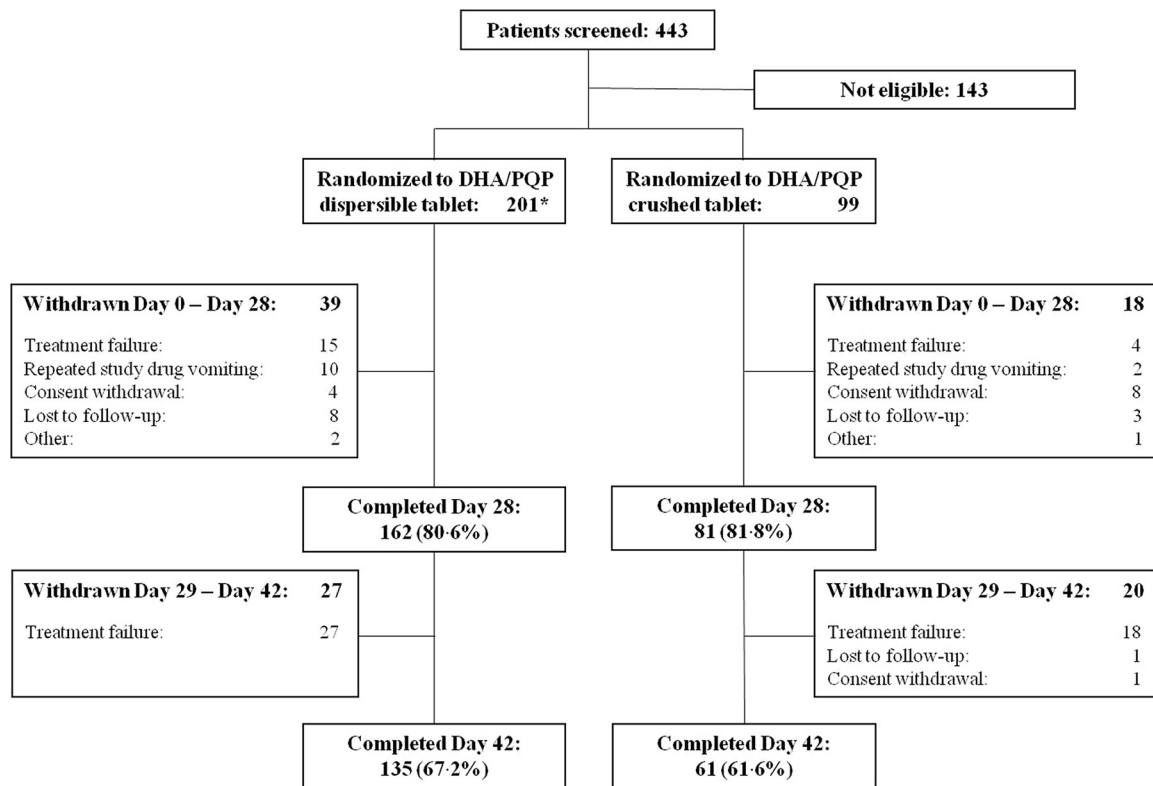 Patients screened: 443
Not eligible: 143
Randomized to DHA/PQP
dispersible tablet: 201*
Randomized to DHA/PQP
crushed tablet: 99
Withdrawn Day 0 – Day 28: 39
Treatment failure: 15
Repeated study drug vomiting: 10
Consent withdrawal: 4
Lost to follow-up: 8
Other: 2
Withdrawn Day 0 – Day 28: 18
Treatment failure: 4
Repeated study drug vomiting: 2
Consent withdrawal: 8
Lost to follow-up: 3
Other: 1
Completed Day 28:
162 (80·6%)
Completed Day 28:
81 (81·8%)
Withdrawn Day 29 – Day 42: 27
Treatment failure: 27
Withdrawn Day 29 – Day 42: 20
Treatment failure: 18
Lost to follow-up: 1
Consent withdrawal: 1
Completed Day 42:
135 (67·2%)
Completed Day 42:
61 (61·6%)